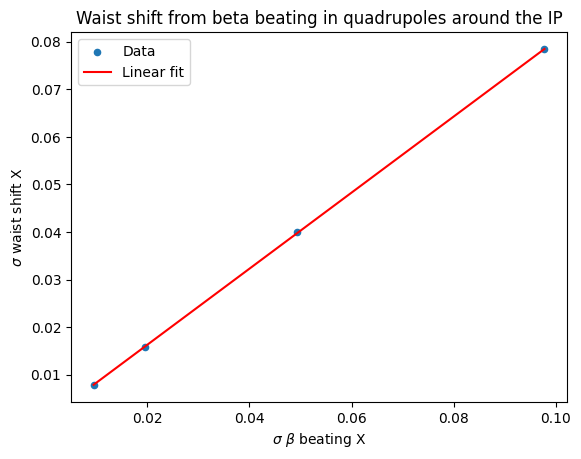 Waist shift from beta beating in quadrupoles around the IP
Data
Linear fit
0.08
0.07
0.06
0.05
0.04
0.03
0.02
0.01
σ waist shift X
0.02 0.04 0.06 0.08 0.10
σ β beating X